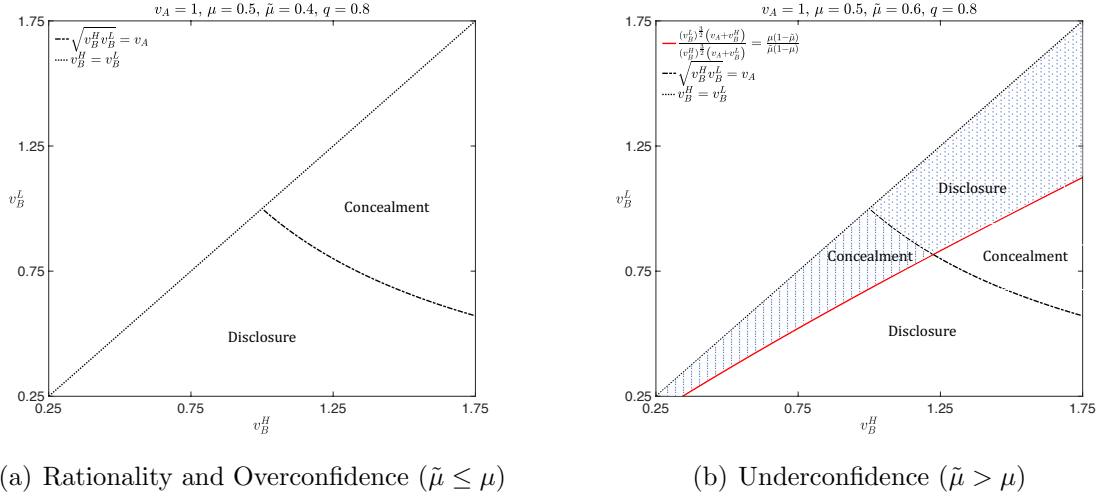 v_A = 1, μ = 0.5, μ̃ = 0.4, q = 0.8
1.75
√(v_B^H v_B^L) = v_A
v_B^H = v_B^L
1.25
v_B^L
Concealment
0.75
Disclosure
0.25
0.25 0.75 1.25 1.75
v_B^H
(a) Rationality and Overconfidence (μ̃ ≤ μ)
v_A = 1, μ = 0.5, μ̃ = 0.6, q = 0.8
1.75
(v_B^L)^(3/2) (v_A+v_B^H) / (v_B^H)^(3/2) (v_A+v_B^L) = μ(1−μ̃) / μ̃(1−μ)
√(v_B^H v_B^L) = v_A
v_B^H = v_B^L
1.25
v_B^L
Disclosure
Concealment Concealment
0.75
Disclosure
0.25
0.25 0.75 1.25 1.75
v_B^H
(b) Underconfidence (μ̃ > μ)